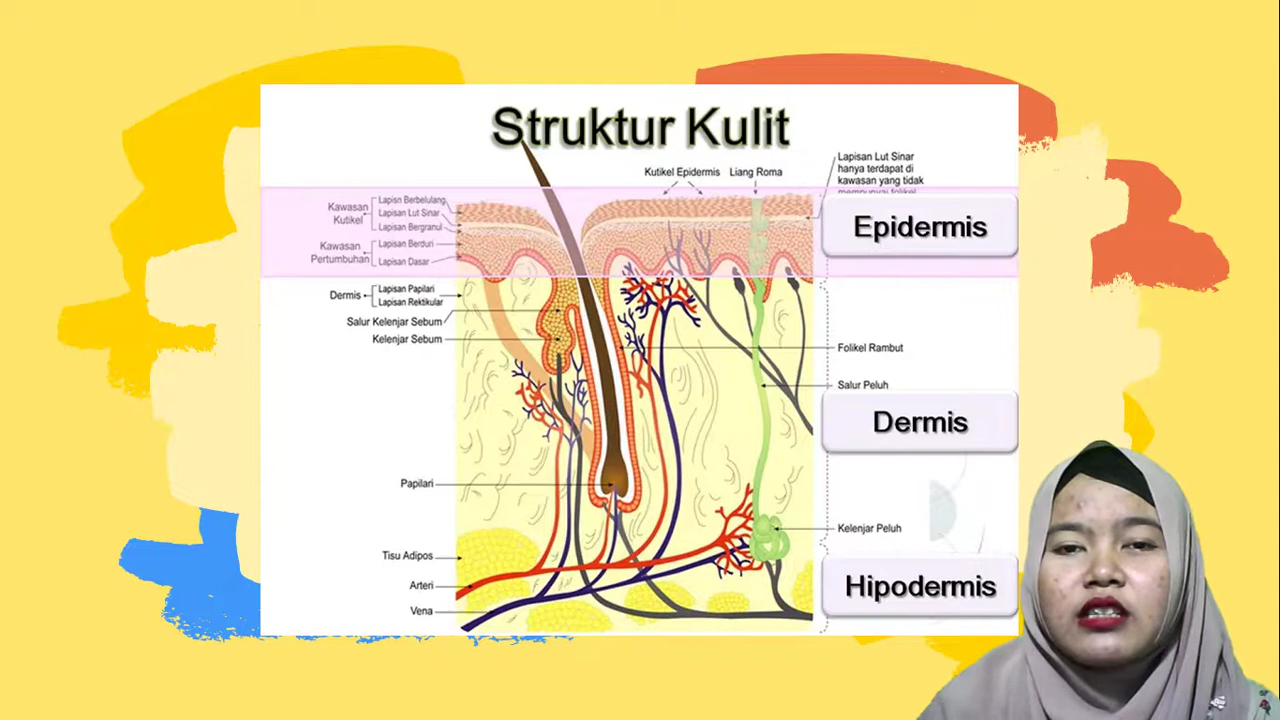 Struktur Kulit
Kutikel Epidermis
Liang Roma
Lapisan Lut Sinar
hanya terdapat di
kawasan yang tidak
mempunyai folikel
Kawasan
Kutikel
Lapisn Berbelulang
Lapisan Lut Sinar
Lapisan Bergranul
Kawasan
Pertumbuhan
Lapisan Berduri
Lapisan Dasar
Epidermis
Dermis
Lapisan Papilari
Lapisan Rektikular
Salur Kelenjar Sebum
Kelenjar Sebum
Folikel Rambut
Salur Peluh
Dermis
Papilari
Kelenjar Peluh
Tisu Adipos
Arteri
Vena
Hipodermis